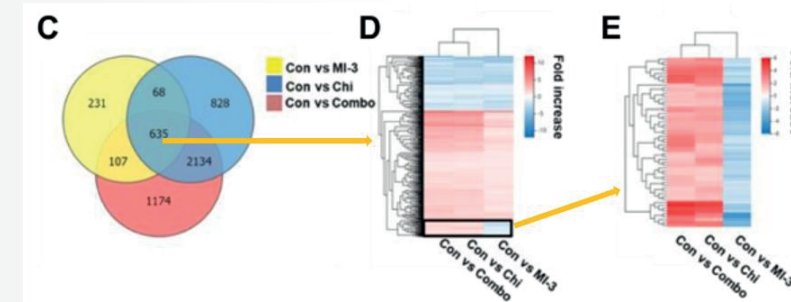 C
D
E
231
68
828
635
107
2134
1174
Con vs MI-3
Con vs Chi
Con vs Combo
Fold increase
Con vs Combo
Con vs Chi
Con vs MI-3
Con vs Combo
Con vs Chi
Con vs MI-3